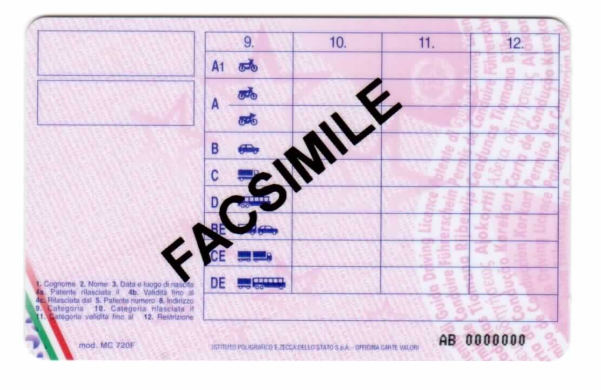 9. 10. 11. 12.
A1
A
B
C
D
BE
CE
DE
FACSIMILE
1. Cognome 2. Nome 3. Data e luogo di nascita
4a. Patente rilasciata il 4b. Validità fino al
4c. Rilasciata dal 5. Patente numero 8. Indirizzo
9. Categoria 10. Categoria rilasciata il
11. Categoria valida fino al 12. Restrizione
mod. MC 720F
ISTITUTO POLIGRAFICO E ZECCA DELLO STATO S.p.A. - OFFICINA CARTE VALORI
AB 0000000